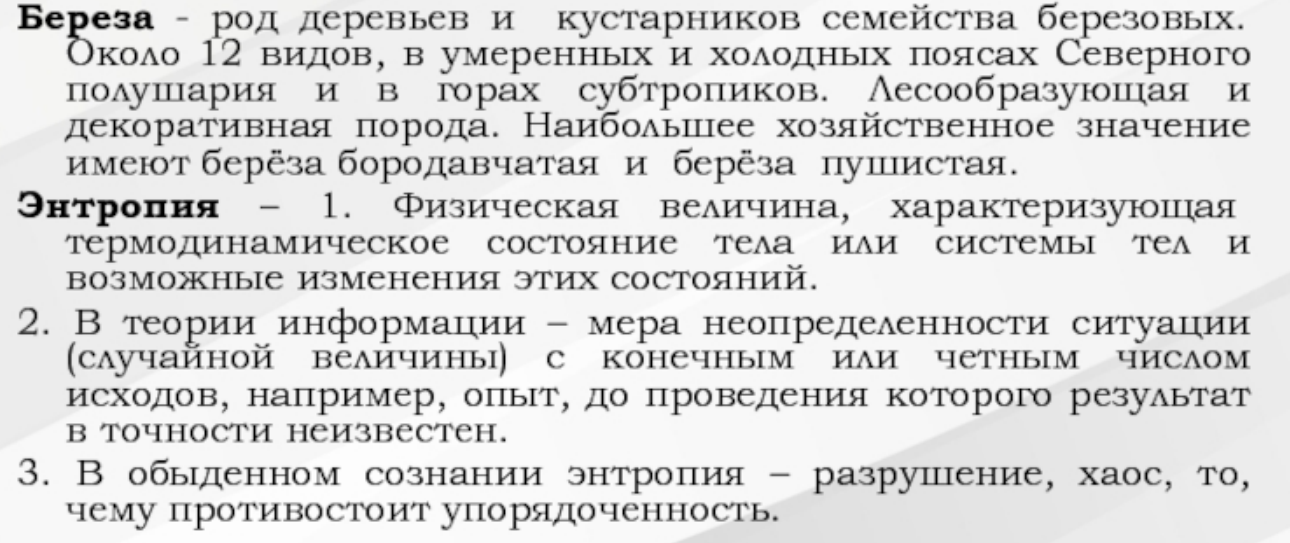 Береза - род деревьев и кустарников семейства березовых.
Около 12 видов, в умеренных и холодных поясах Северного
полушария и в горах субтропиков. Лесообразующая и
декоративная порода. Наибольшее хозяйственное значение
имеют берёза бородавчатая и берёза пушистая.
Энтропия – 1. Физическая величина, характеризующая
термодинамическое состояние тела или системы тел и
возможные изменения этих состояний.
2. В теории информации – мера неопределенности ситуации
(случайной величины) с конечным или четным числом
исходов, например, опыт, до проведения которого результат
в точности неизвестен.
3. В обыденном сознании энтропия – разрушение, хаос, то,
чему противостоит упорядоченность.